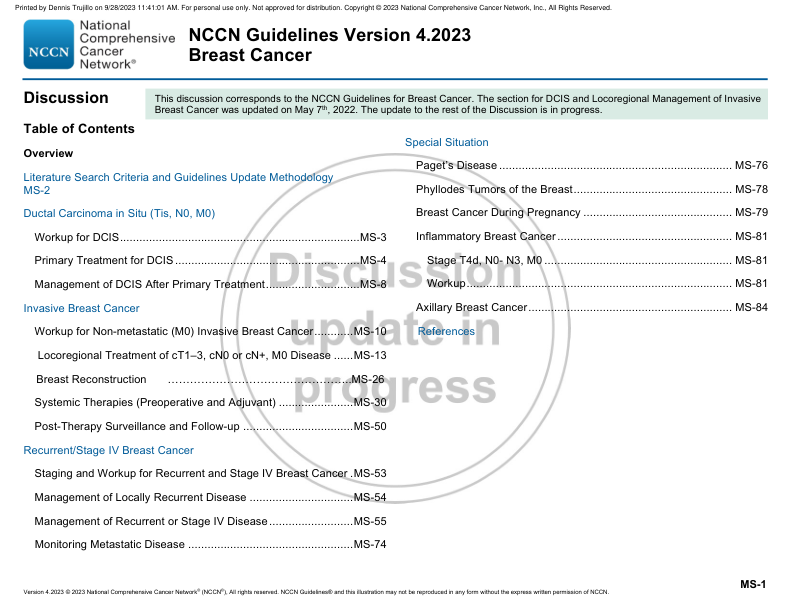 Printed by Dennis Trujillo on 9/28/2023 11:41:01 AM. For personal use only. Not approved for distribution. Copyright © 2023 National Comprehensive Cancer Network, Inc., All Rights Reserved.
NCCN
National
Comprehensive
Cancer
Network®
NCCN Guidelines Version 4.2023
Breast Cancer
Discussion
This discussion corresponds to the NCCN Guidelines for Breast Cancer. The section for DCIS and Locoregional Management of Invasive
Breast Cancer was updated on May 7th, 2022. The update to the rest of the Discussion is in progress.
Table of Contents
Overview
Literature Search Criteria and Guidelines Update Methodology
MS-2
Ductal Carcinoma in Situ (Tis, N0, M0)
Workup for DCIS..........MS-3
Primary Treatment for DCIS..........MS-4
Management of DCIS After Primary Treatment..........MS-8
Invasive Breast Cancer
Workup for Non-metastatic (M0) Invasive Breast Cancer..........MS-10
Locoregional Treatment of cT1–3, cN0 or cN+, M0 Disease ......MS-13
Breast Reconstruction ..........MS-26
Systemic Therapies (Preoperative and Adjuvant) ..........MS-30
Post-Therapy Surveillance and Follow-up ..........MS-50
Recurrent/Stage IV Breast Cancer
Staging and Workup for Recurrent and Stage IV Breast Cancer .MS-53
Management of Locally Recurrent Disease ..........MS-54
Management of Recurrent or Stage IV Disease..........MS-55
Monitoring Metastatic Disease ..........MS-74
Special Situation
Paget's Disease.......... MS-76
Phyllodes Tumors of the Breast.......... MS-78
Breast Cancer During Pregnancy .......... MS-79
Inflammatory Breast Cancer.......... MS-81
Stage T4d, N0- N3, M0 .......... MS-81
Workup.......... MS-81
Axillary Breast Cancer.......... MS-84
References
Discussion
update in
progress
MS-1
Version 4.2023 © 2023 National Comprehensive Cancer Network® (NCCN®), All rights reserved. NCCN Guidelines® and this illustration may not be reproduced in any form without the express written permission of NCCN.